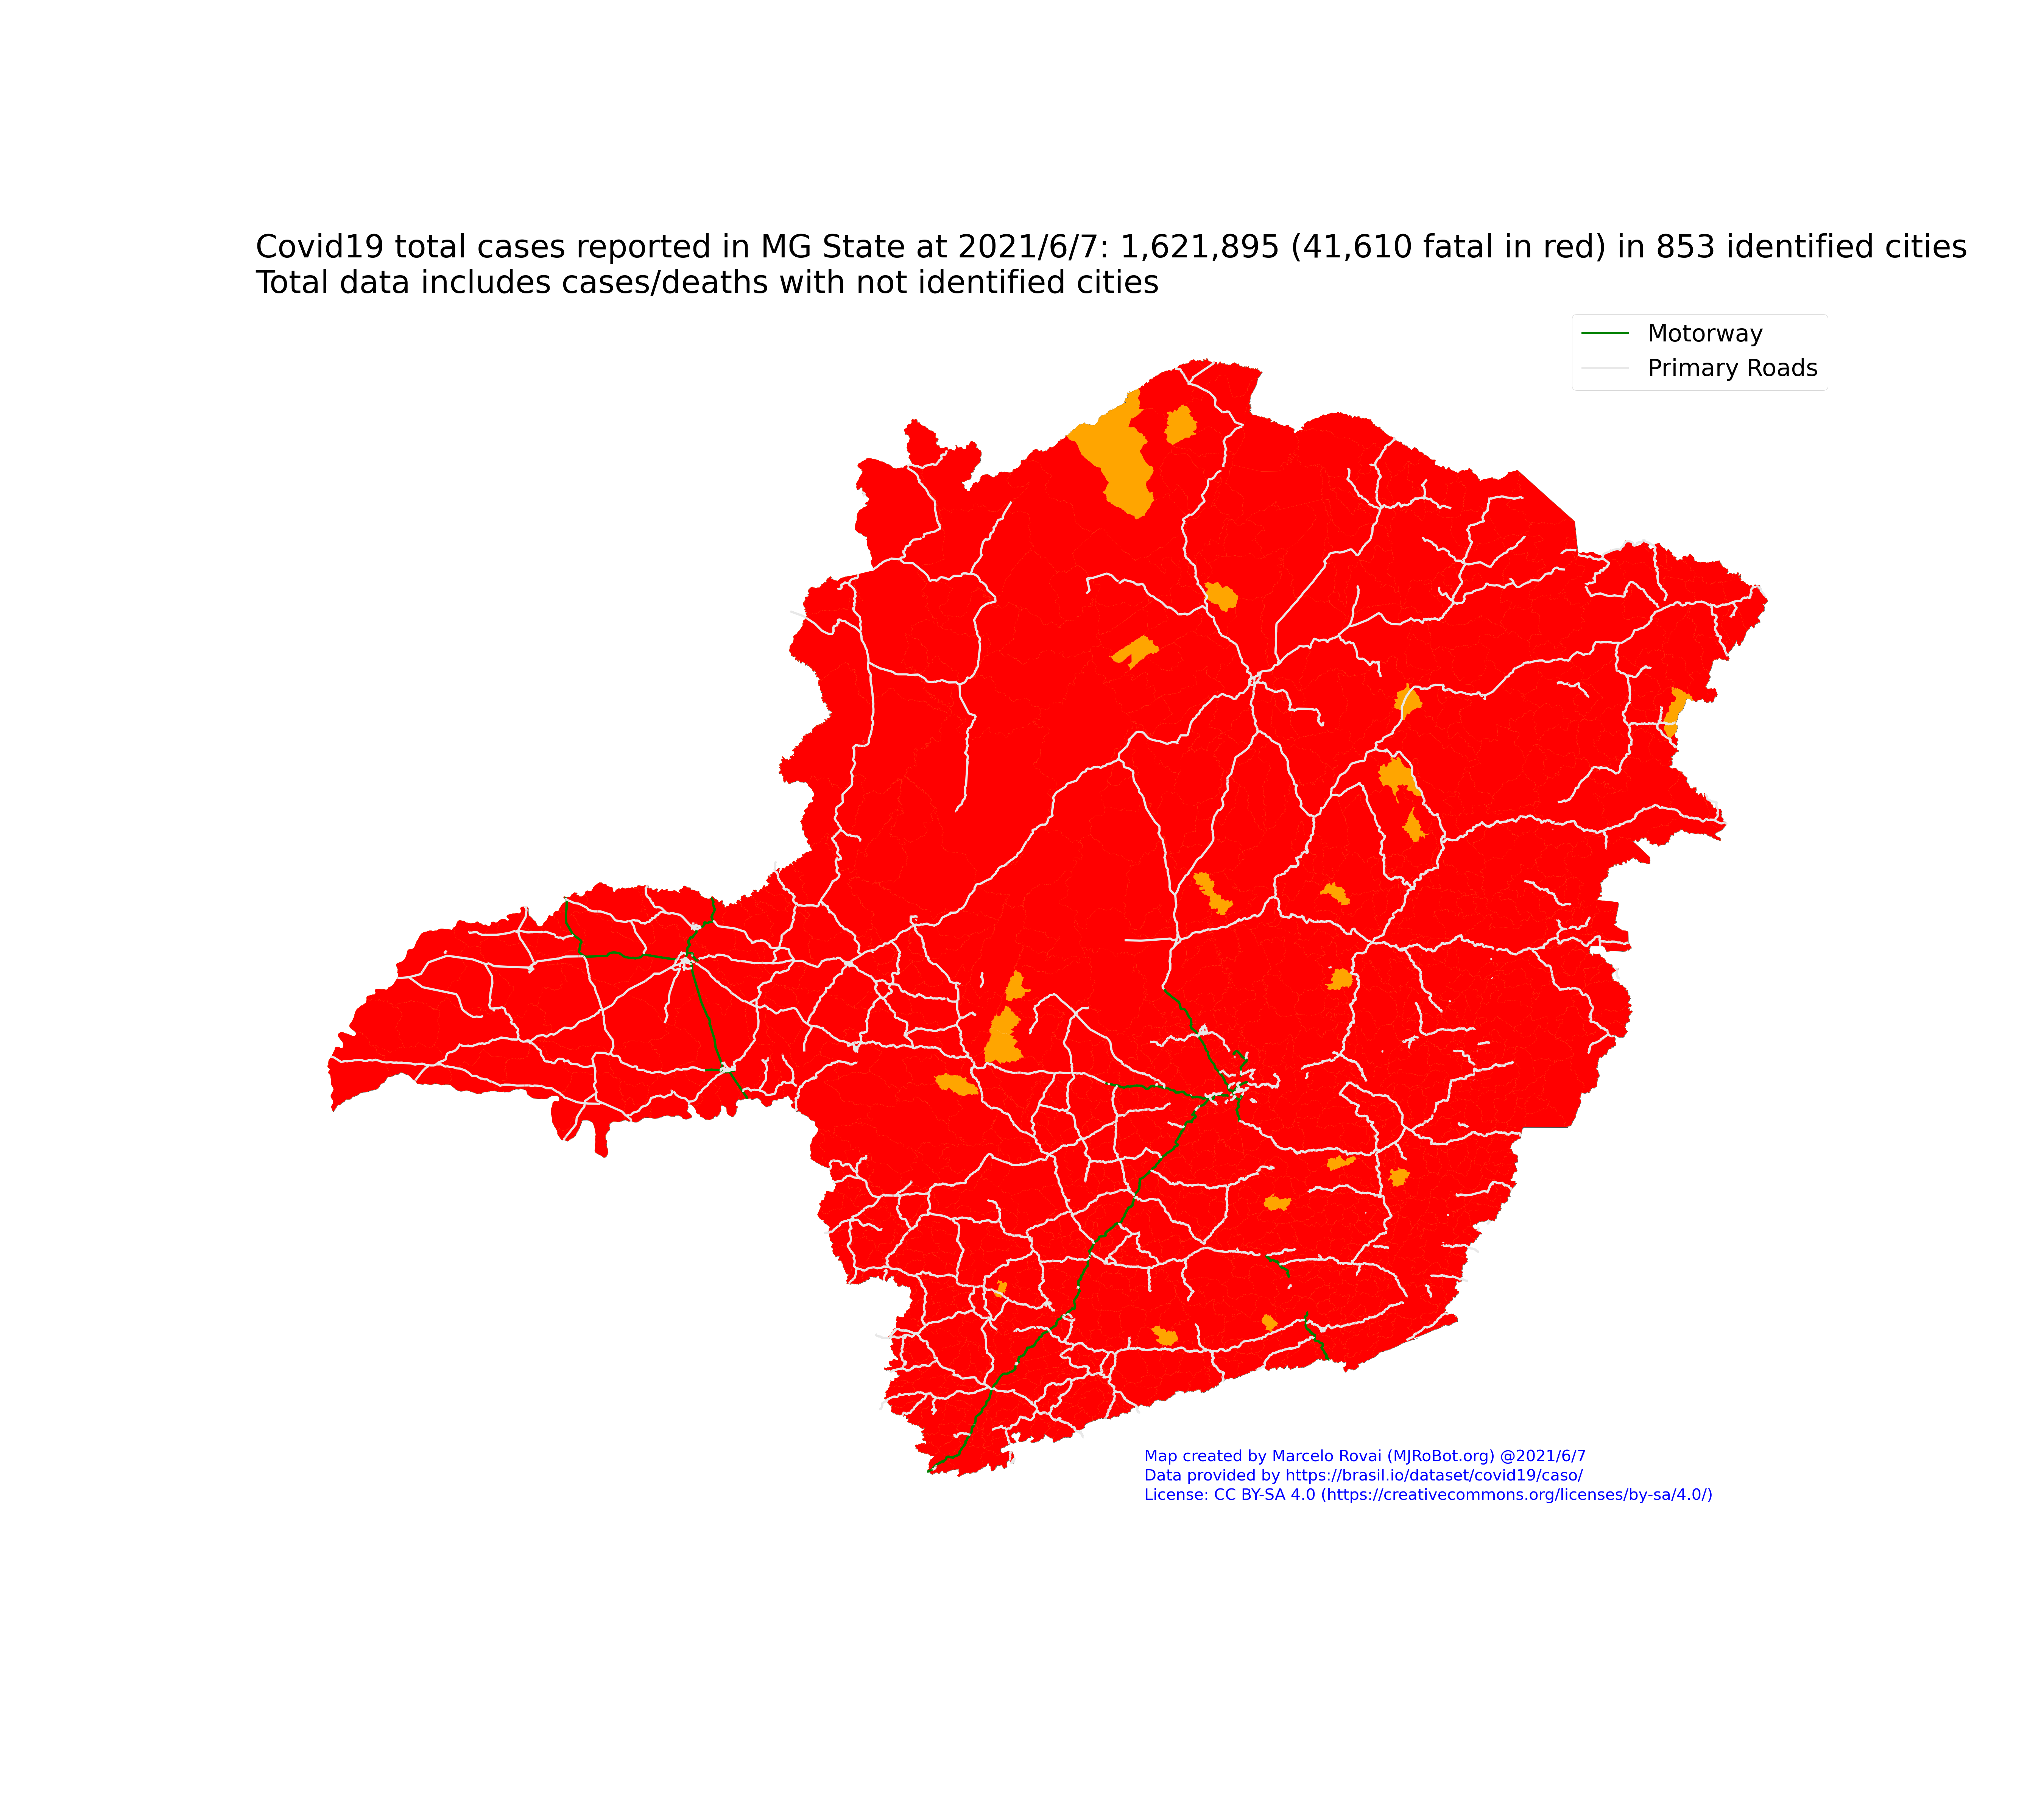 Covid19 total cases reported in MG State at 2021/6/7: 1,621,895 (41,610 fatal in red) in 853 identified cities
Total data includes cases/deaths with not identified cities
Motorway
Primary Roads
Map created by Marcelo Rovai (MJRoBot.org) @2021/6/7
Data provided by https://brasil.io/dataset/covid19/caso/
License: CC BY-SA 4.0 (https://creativecommons.org/licenses/by-sa/4.0/)